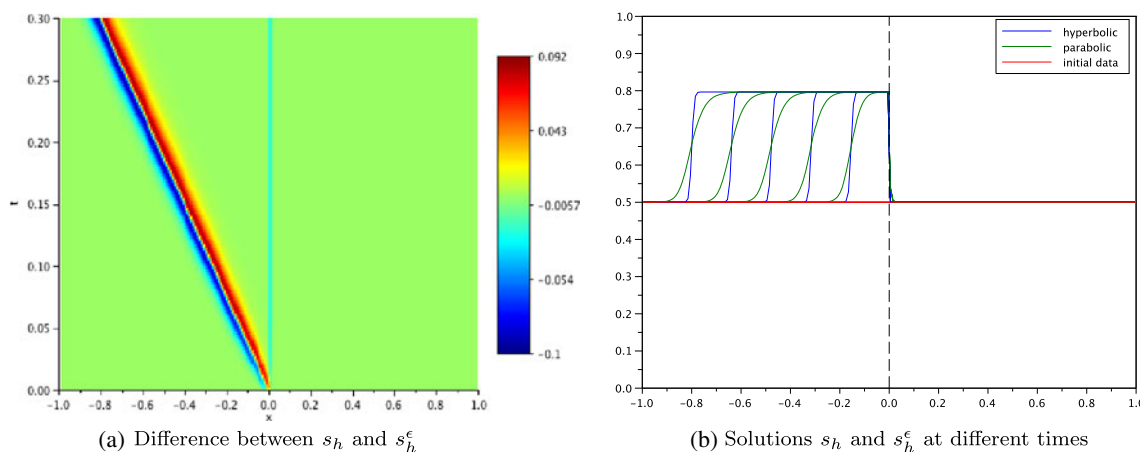 0.30
0.25
0.20
0.15
0.10
0.05
0.00
t
-1.0 -0.8 -0.6 -0.4 -0.2 0.0 0.2 0.4 0.6 0.8 1.0
x
0.092
0.043
-0.0057
-0.054
-0.1
(a) Difference between s_h and s_h^ϵ
1.0
0.9
0.8
0.7
0.6
0.5
0.4
0.3
0.2
0.1
0.0
-1.0 -0.8 -0.6 -0.4 -0.2 0.0 0.2 0.4 0.6 0.8 1.0
hyperbolic
parabolic
initial data
(b) Solutions s_h and s_h^ϵ at different times